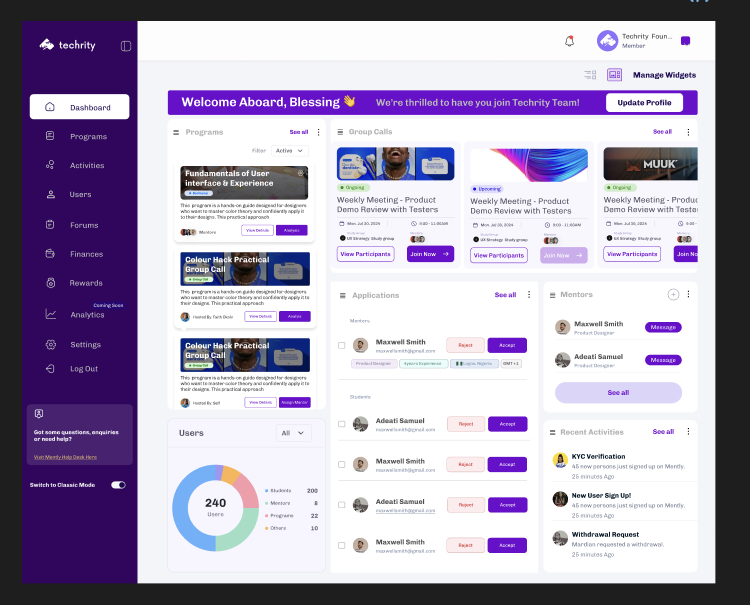 techrity
Techrity Foun...
Member
Manage Widgets
Dashboard
Programs
Activities
Users
Forums
Finances
Rewards
Coming Soon
Analytics
Settings
Log Out
Got some questions, enquiries
or need help?
Visit Mently Help Desk Here
Switch to Classic Mode
Welcome Aboard, Blessing 👋
We're thrilled to have you join Techrity Team!
Update Profile
Programs
See all
Filter
Active
Fundamentals of User
interface & Experience
This program is a hands-on guide designed for designers
who want to master color theory and confidently apply it
to their designs. This practical approach
Mentors
View Details
Analysis
Colour Hack Practical
Group Call
Group Call
This program is a hands-on guide designed for designers
who want to master color theory and confidently apply it
to their designs. This practical approach
Hosted By. Faith Okolo
View Details
Analysis
Colour Hack Practical
Group Call
Group Call
This program is a hands-on guide designed for designers
who want to master color theory and confidently apply it
to their designs. This practical approach
Hosted By: Self
View Details
Assign Mentor
Users
All
240
Users
Students 200
Mentors 8
Programs 22
Others 10
Group Calls
See all
Ongoing
Weekly Meeting - Product
Demo Review with Testers
Mon. Jul 30, 2024
9:00 - 11:00AM
Study Group
UX Strategy Study group
Mentors
View Participants
Join Now
Upcoming
Weekly Meeting - Product
Demo Review with Testers
Mon. Jul 30, 2024
9:00 - 11:00AM
Study Group
UX Strategy Study group
Mentors
View Participants
Join Now
MUUK'
Ongoing
Weekly Meeting - Product
Demo Review with Testers
Mon. Jul 30, 2024
9:00 -
Study Group
UX Strategy Study group
View Participants
Join Now
Applications
See all
Mentors
Maxwell Smith
maxwellsmith@gmail.com
Reject
Accept
Product Designer
4years Experience
Lagos, Nigeria
GMT +1
Students
Adeati Samuel
maxwellsmith@gmail.com
Reject
Accept
Maxwell Smith
maxwellsmith@gmail.com
Reject
Accept
Adeati Samuel
maxwellsmith@gmail.com
Reject
Accept
Maxwell Smith
maxwellsmith@gmail.com
Reject
Accept
Mentors
Maxwell Smith
Product Designer
Message
Adeati Samuel
Product Designer
Message
See all
Recent Activities
See all
KYC Verification
45 new persons just signed up on Mently.
25 minutes Ago
New User Sign Up!
45 new persons just signed up on Mently.
25 minutes Ago
Withdrawal Request
Mardian requested a withdrawal.
25 minutes Ago